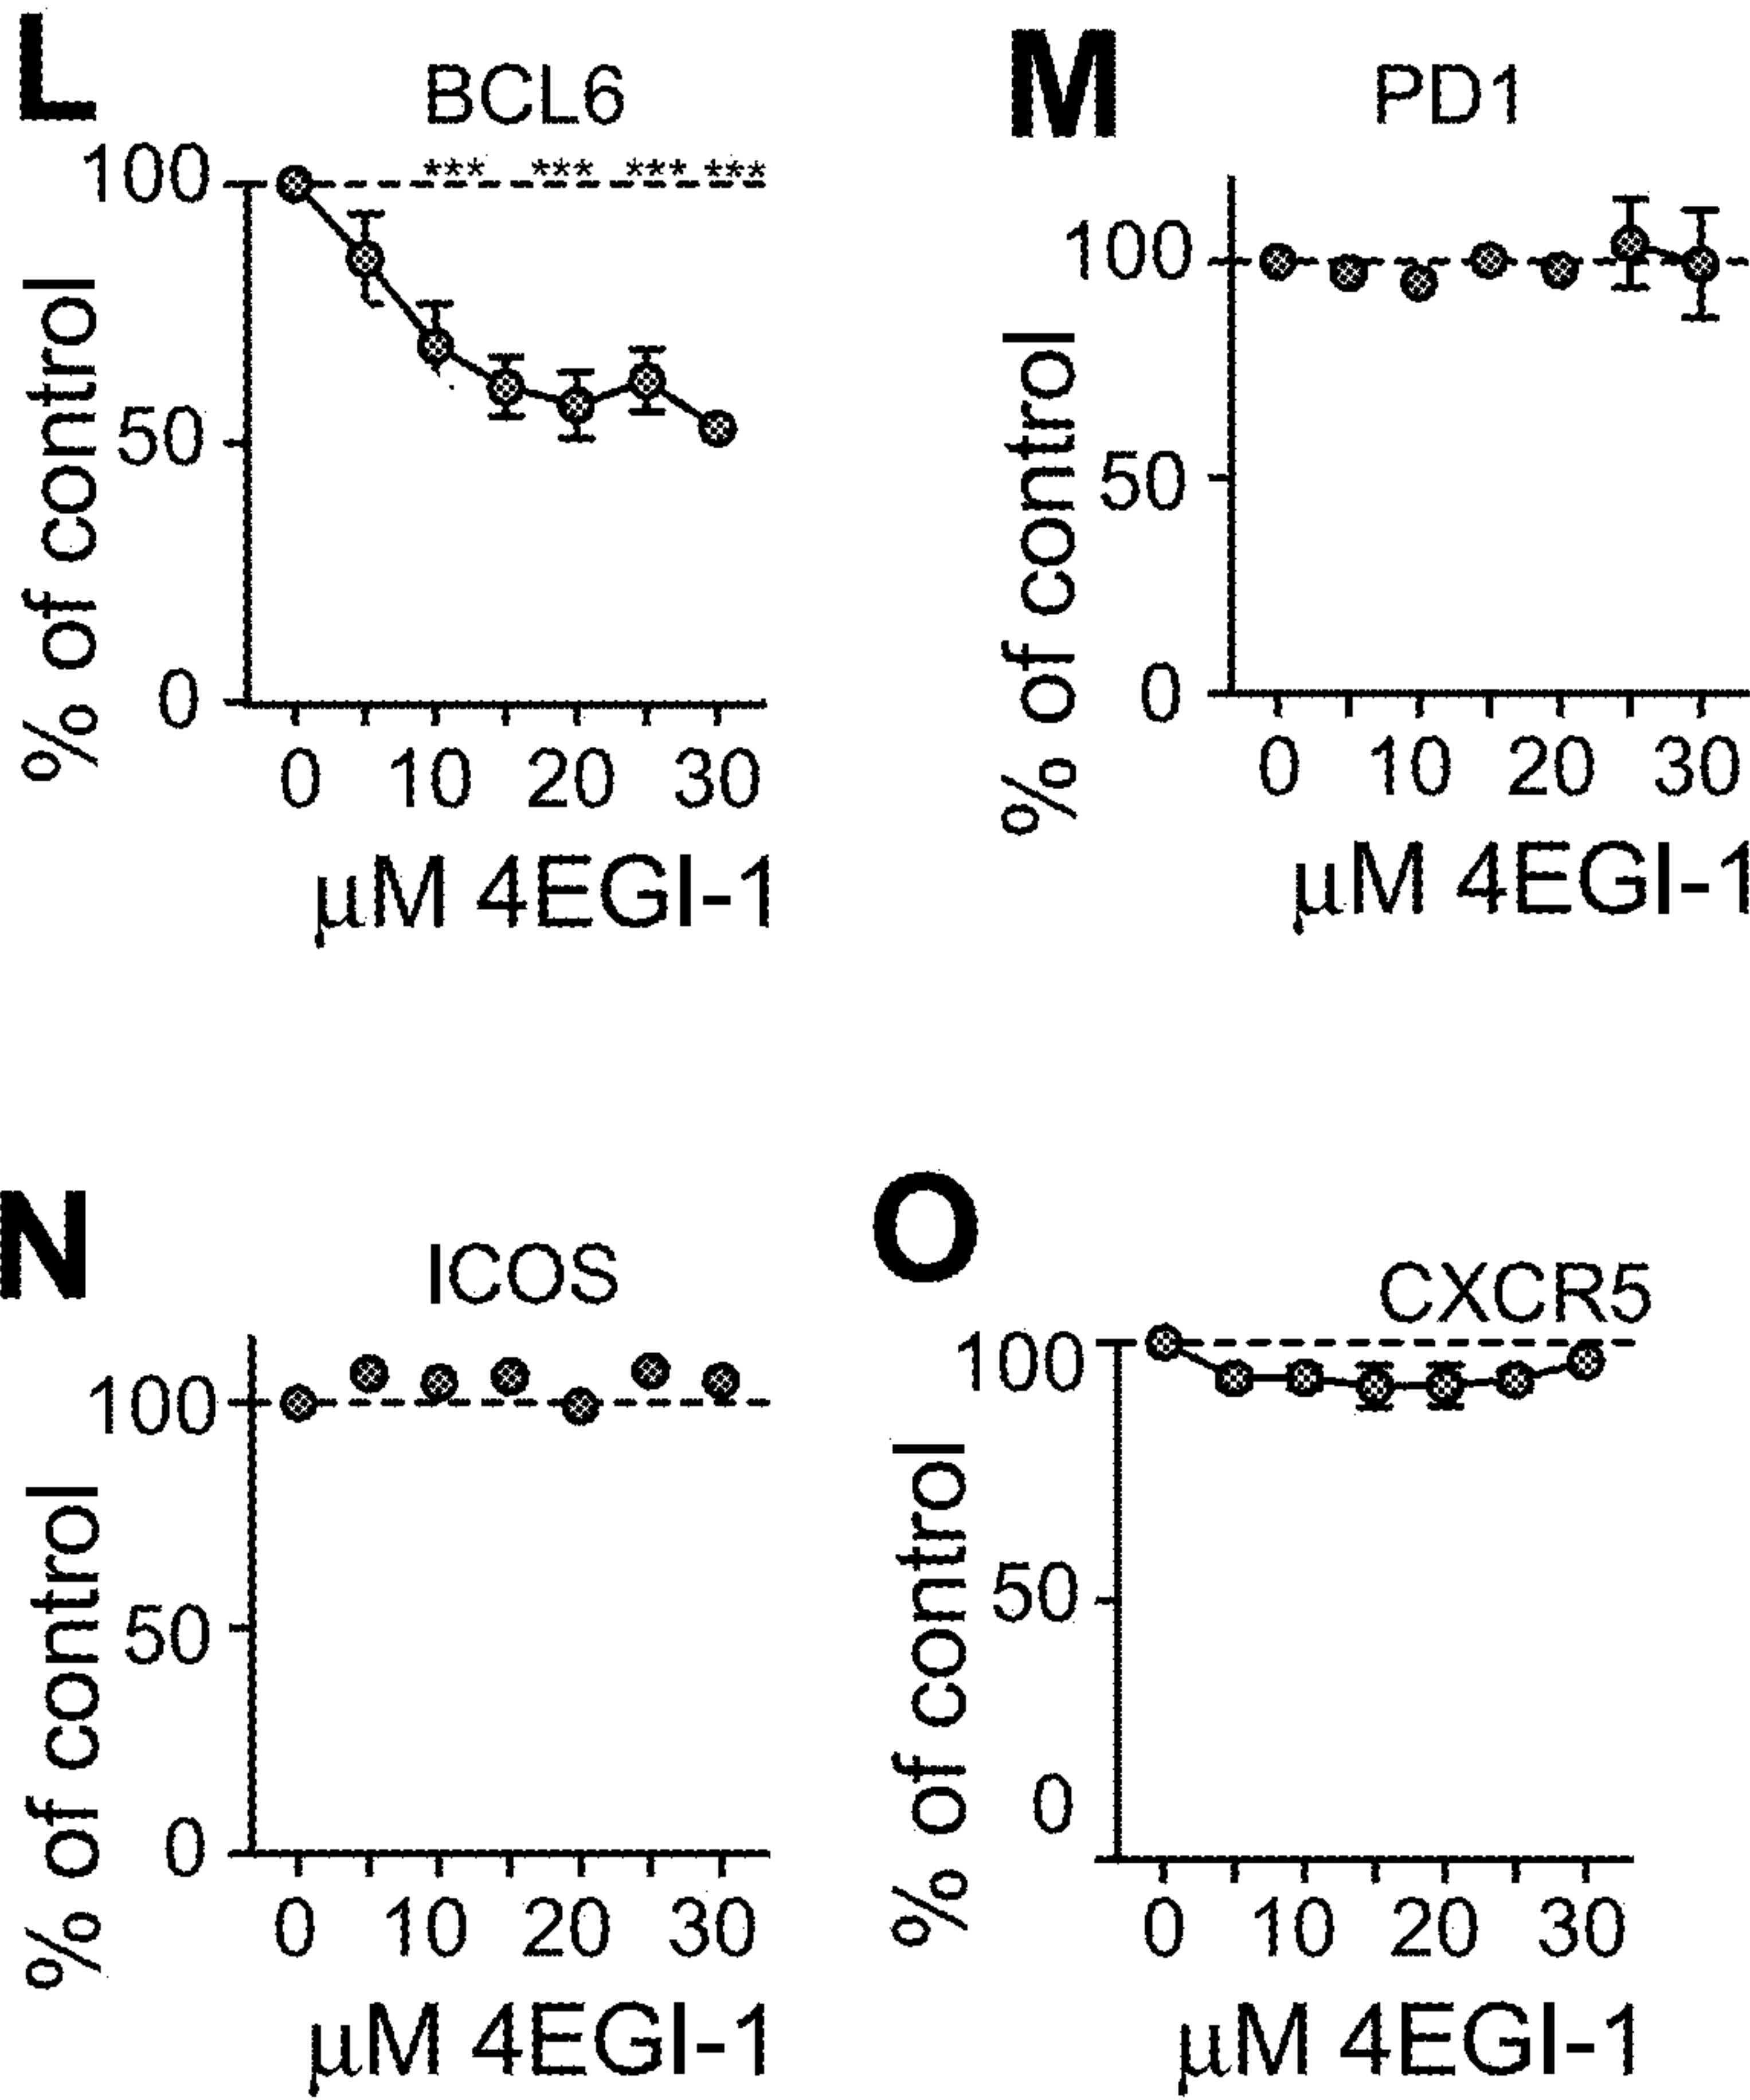 L
BCL6
100
*** *** *** ***
50
0
% of control
0 10 20 30
µM 4EGI-1
M
PD1
100
50
0
% of control
0 10 20 30
µM 4EGI-1
N
ICOS
100
50
0
% of control
0 10 20 30
µM 4EGI-1
O
CXCR5
100
50
0
% of control
0 10 20 30
µM 4EGI-1